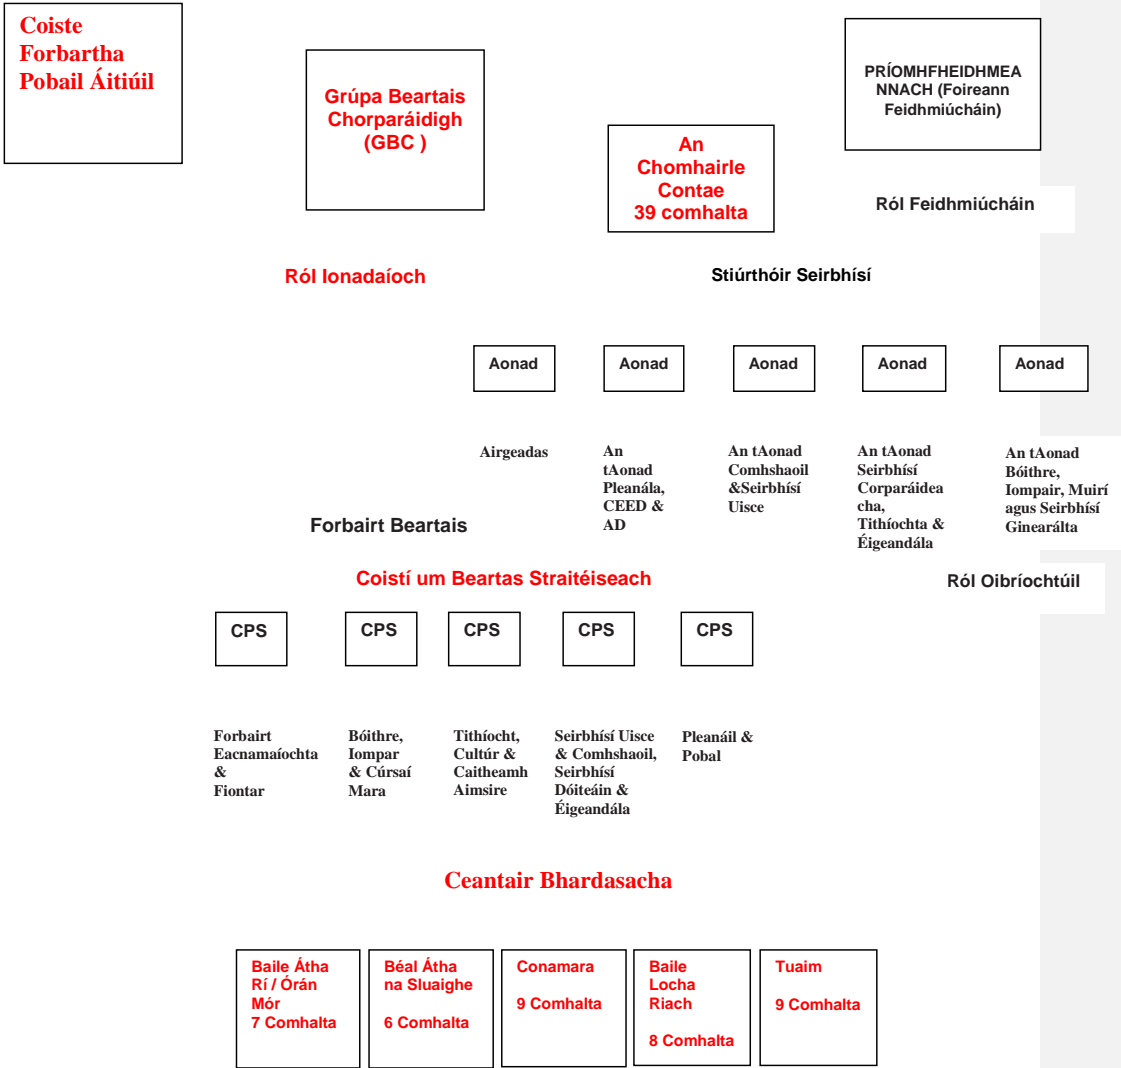 Coiste
Forbartha
Pobail Áitiúil
Grúpa Beartais
Chorparáidigh
(GBC )
An
Chomhairle
Contae
39 comhalta
PRÍOMHFHEIDHMEA
NNACH (Foireann
Feidhmiúcháin)
Ról Feidhmiúcháin
Ról Ionadaíoch
Stiúrthóir Seirbhísí
Aonad
Aonad
Aonad
Aonad
Aonad
Airgeadas
An
tAonad
Pleanála,
CEED &
AD
An tAonad
Comhshaoil
&Seirbhísí
Uisce
An tAonad
Seirbhísí
Corparáidea
cha,
Tithíochta &
Éigeandála
An tAonad
Bóithre,
Iompair, Muirí
agus Seirbhísí
Ginearálta
Forbairt Beartais
Coistí um Beartas Straitéiseach
Ról Oibríochtúil
CPS
CPS
CPS
CPS
CPS
Forbairt
Eacnamaíochta
&
Fiontar
Bóithre,
Iompar
& Cúrsaí
Mara
Tithíocht,
Cultúr &
Caitheamh
Aimsire
Seirbhísí Uisce
& Comhshaoil,
Seirbhísí
Dóiteáin &
Éigeandála
Pleanáil &
Pobal
Ceantair Bhardasacha
Baile Átha
Rí / Órán
Mór
7 Comhalta
Béal Átha
na Sluaighe
6 Comhalta
Conamara
9 Comhalta
Baile
Locha
Riach
8 Comhalta
Tuaim
9 Comhalta